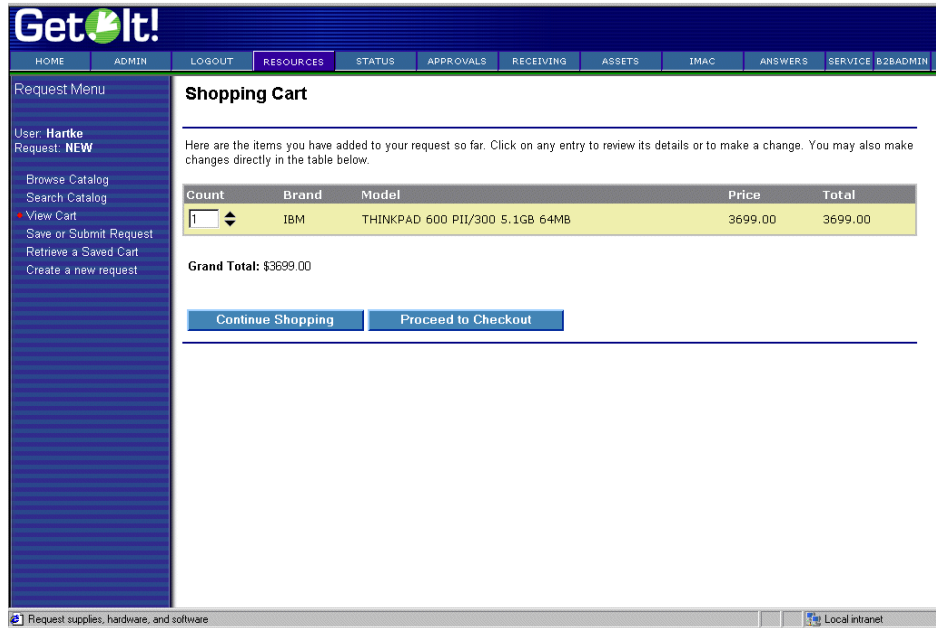 Get It!
HOME ADMIN LOGOUT RESOURCES STATUS APPROVALS RECEIVING ASSETS IMAC ANSWERS SERVICE B2BADMIN
Request Menu
User: Hartke
Request: NEW
Browse Catalog
Search Catalog
View Cart
Save or Submit Request
Retrieve a Saved Cart
Create a new request
Shopping Cart
Here are the items you have added to your request so far. Click on any entry to review its details or to make a change. You may also make
changes directly in the table below.
Count Brand Model Price Total
1 IBM THINKPAD 600 PII/300 5.1GB 64MB 3699.00 3699.00
Grand Total: $3699.00
Continue Shopping Proceed to Checkout
Request supplies, hardware, and software Local intranet